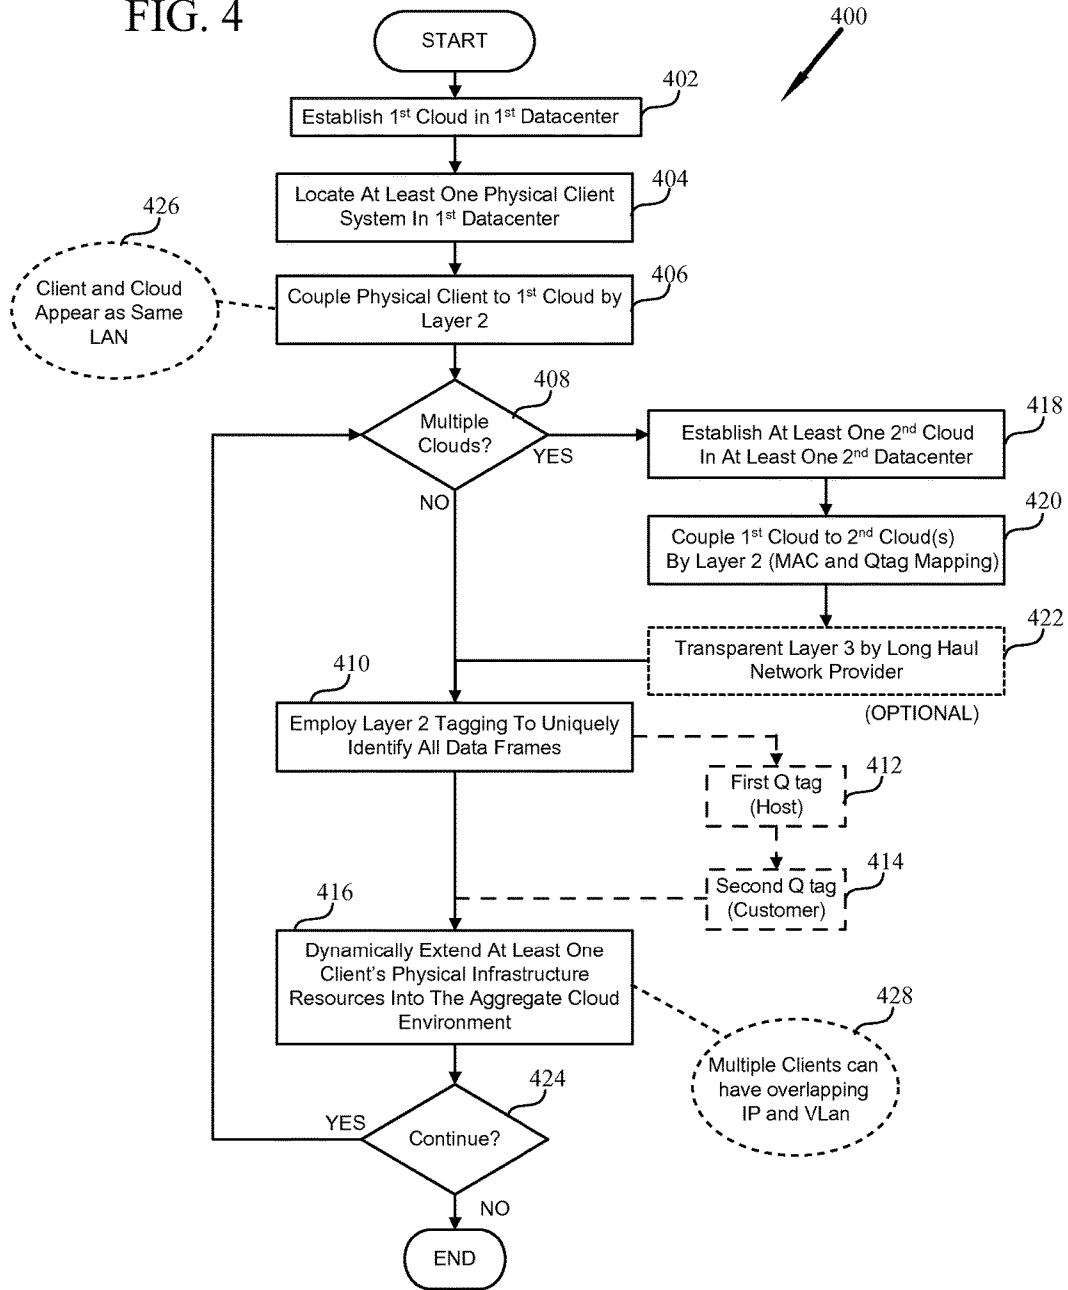 FIG. 4
400
START
402
Establish 1st Cloud in 1st Datacenter
404
Locate At Least One Physical Client
System In 1st Datacenter
426
Client and Cloud
Appear as Same
LAN
406
Couple Physical Client to 1st Cloud by
Layer 2
408
Multiple
Clouds?
YES
NO
418
Establish At Least One 2nd Cloud
In At Least One 2nd Datacenter
420
Couple 1st Cloud to 2nd Cloud(s)
By Layer 2 (MAC and Qtag Mapping)
422
Transparent Layer 3 by Long Haul
Network Provider
(OPTIONAL)
410
Employ Layer 2 Tagging To Uniquely
Identify All Data Frames
412
First Q tag
(Host)
414
Second Q tag
(Customer)
416
Dynamically Extend At Least One
Client's Physical Infrastructure
Resources Into The Aggregate Cloud
Environment
428
Multiple Clients can
have overlapping
IP and VLan
424
Continue?
YES
NO
END